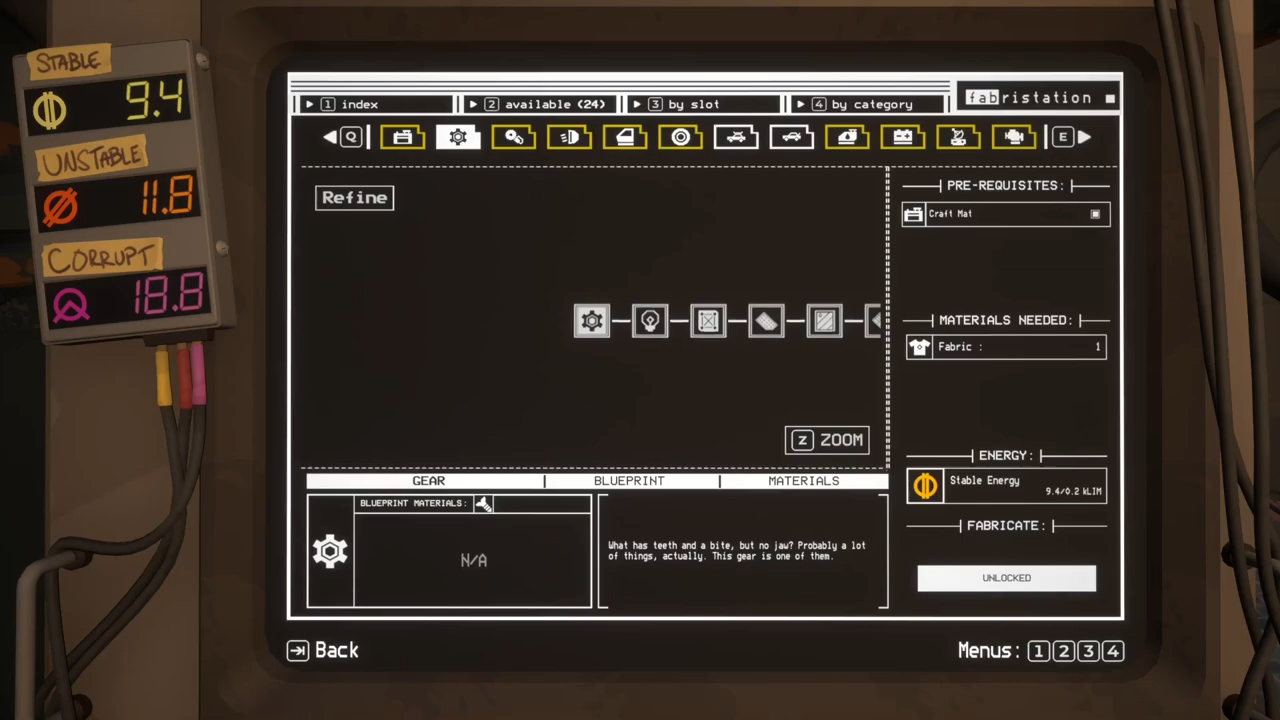 STABLE
9.4
UNSTABLE
11.8
CORRUPT
18.8
1 index
2 available (24)
3 by slot
4 by category
fabristation
Q
E
Refine
Z ZOOM
PRE-REQUISITES:
Craft Mat
MATERIALS NEEDED:
Fabric : 1
ENERGY:
Stable Energy
9.4/0.2 kLIM
FABRICATE:
UNLOCKED
GEAR
BLUEPRINT
MATERIALS
BLUEPRINT MATERIALS:
N/A
What has teeth and a bite, but no jaw? Probably a lot
of things, actually. This gear is one of them.
Back
Menus: 1 2 3 4